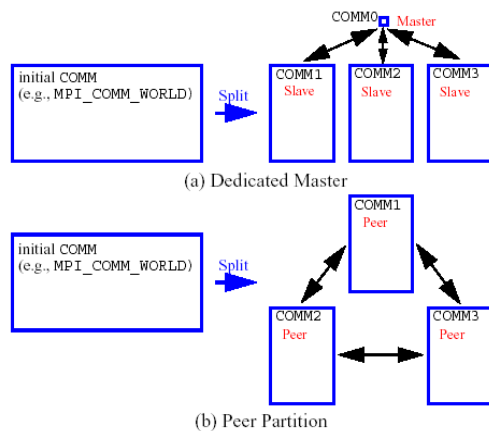 COMM0 Master
initial COMM
(e.g., MPI_COMM_WORLD)
Split
COMM1
Slave
COMM2
Slave
COMM3
Slave
(a) Dedicated Master
initial COMM
(e.g., MPI_COMM_WORLD)
Split
COMM1
Peer
COMM2
Peer
COMM3
Peer
(b) Peer Partition